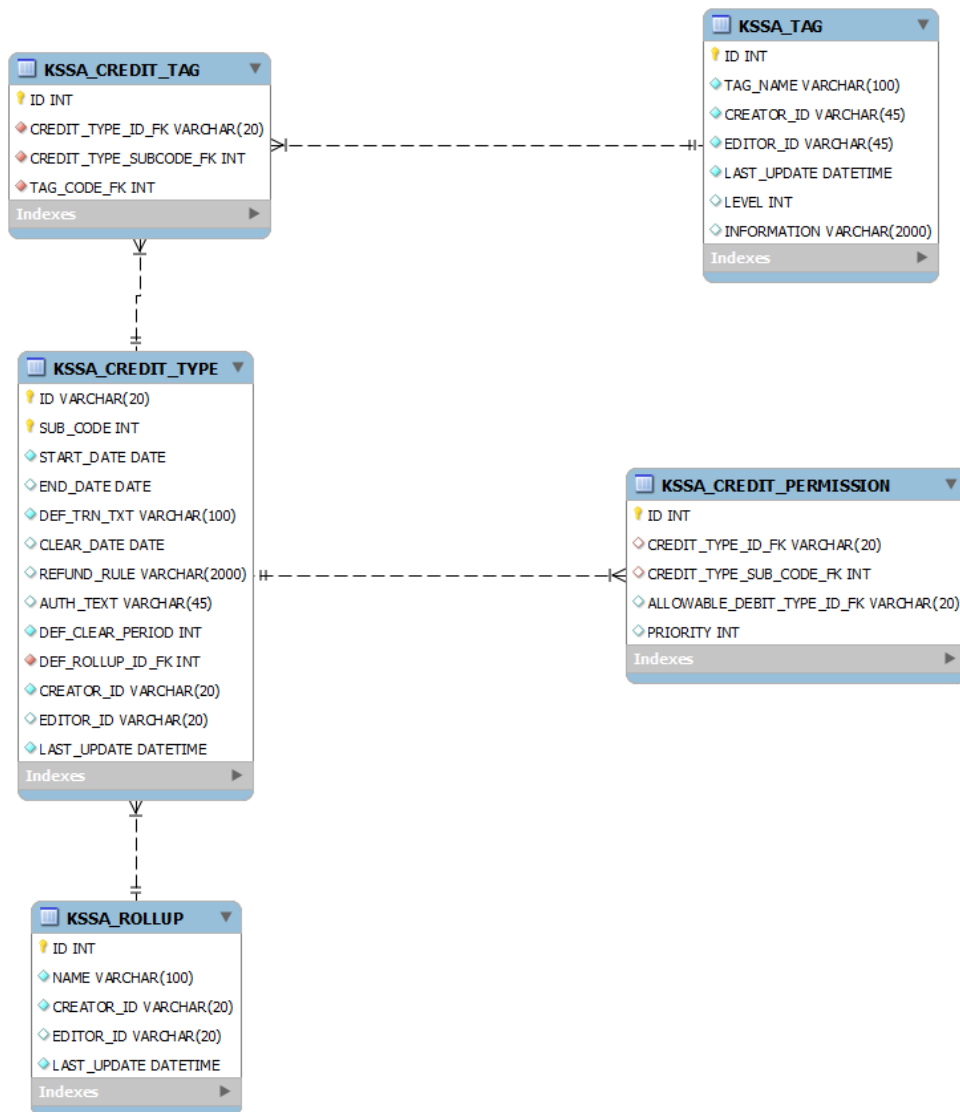 KSSA_CREDIT_TAG
ID INT
CREDIT_TYPE_ID_FK VARCHAR(20)
CREDIT_TYPE_SUBCODE_FK INT
TAG_CODE_FK INT
Indexes
KSSA_TAG
ID INT
TAG_NAME VARCHAR(100)
CREATOR_ID VARCHAR(45)
EDITOR_ID VARCHAR(45)
LAST_UPDATE DATETIME
LEVEL INT
INFORMATION VARCHAR(2000)
Indexes
KSSA_CREDIT_TYPE
ID VARCHAR(20)
SUB_CODE INT
START_DATE DATE
END_DATE DATE
DEF_TRN_TXT VARCHAR(100)
CLEAR_DATE DATE
REFUND_RULE VARCHAR(2000)
AUTH_TEXT VARCHAR(45)
DEF_CLEAR_PERIOD INT
DEF_ROLLUP_ID_FK INT
CREATOR_ID VARCHAR(20)
EDITOR_ID VARCHAR(20)
LAST_UPDATE DATETIME
Indexes
KSSA_CREDIT_PERMISSION
ID INT
CREDIT_TYPE_ID_FK VARCHAR(20)
CREDIT_TYPE_SUB_CODE_FK INT
ALLOWABLE_DEBIT_TYPE_ID_FK VARCHAR(20)
PRIORITY INT
Indexes
KSSA_ROLLUP
ID INT
NAME VARCHAR(100)
CREATOR_ID VARCHAR(20)
EDITOR_ID VARCHAR(20)
LAST_UPDATE DATETIME
Indexes